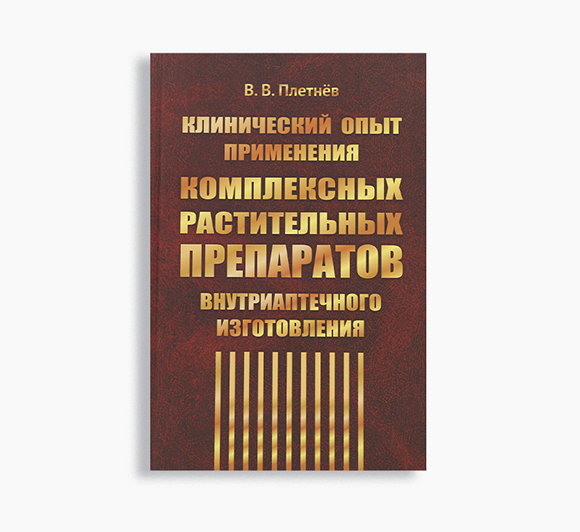 В. В. Плетнёв
КЛИНИЧЕСКИЙ ОПЫТ
ПРИМЕНЕНИЯ
КОМПЛЕКСНЫХ
РАСТИТЕЛЬНЫХ
ПРЕПАРАТОВ
ВНУТРИАПТЕЧНОГО
ИЗГОТОВЛЕНИЯ